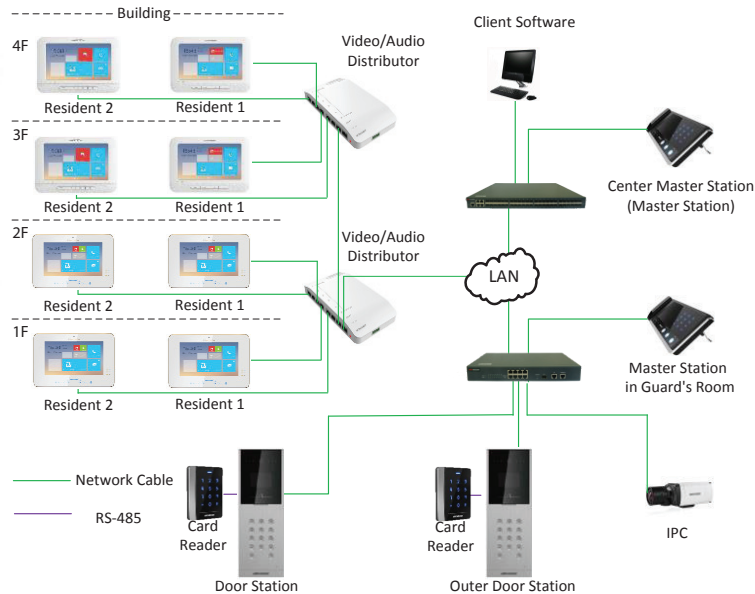 Building
Client Software
4F
Video/Audio
Distributor
Resident 2
Resident 1
3F
Center Master Station
(Master Station)
Resident 2
Resident 1
2F
Video/Audio
Distributor
LAN
Resident 2
Resident 1
1F
Master Station
in Guard's Room
Resident 2
Resident 1
Network Cable
RS-485
Card
Reader
Card
Reader
IPC
Door Station
Outer Door Station